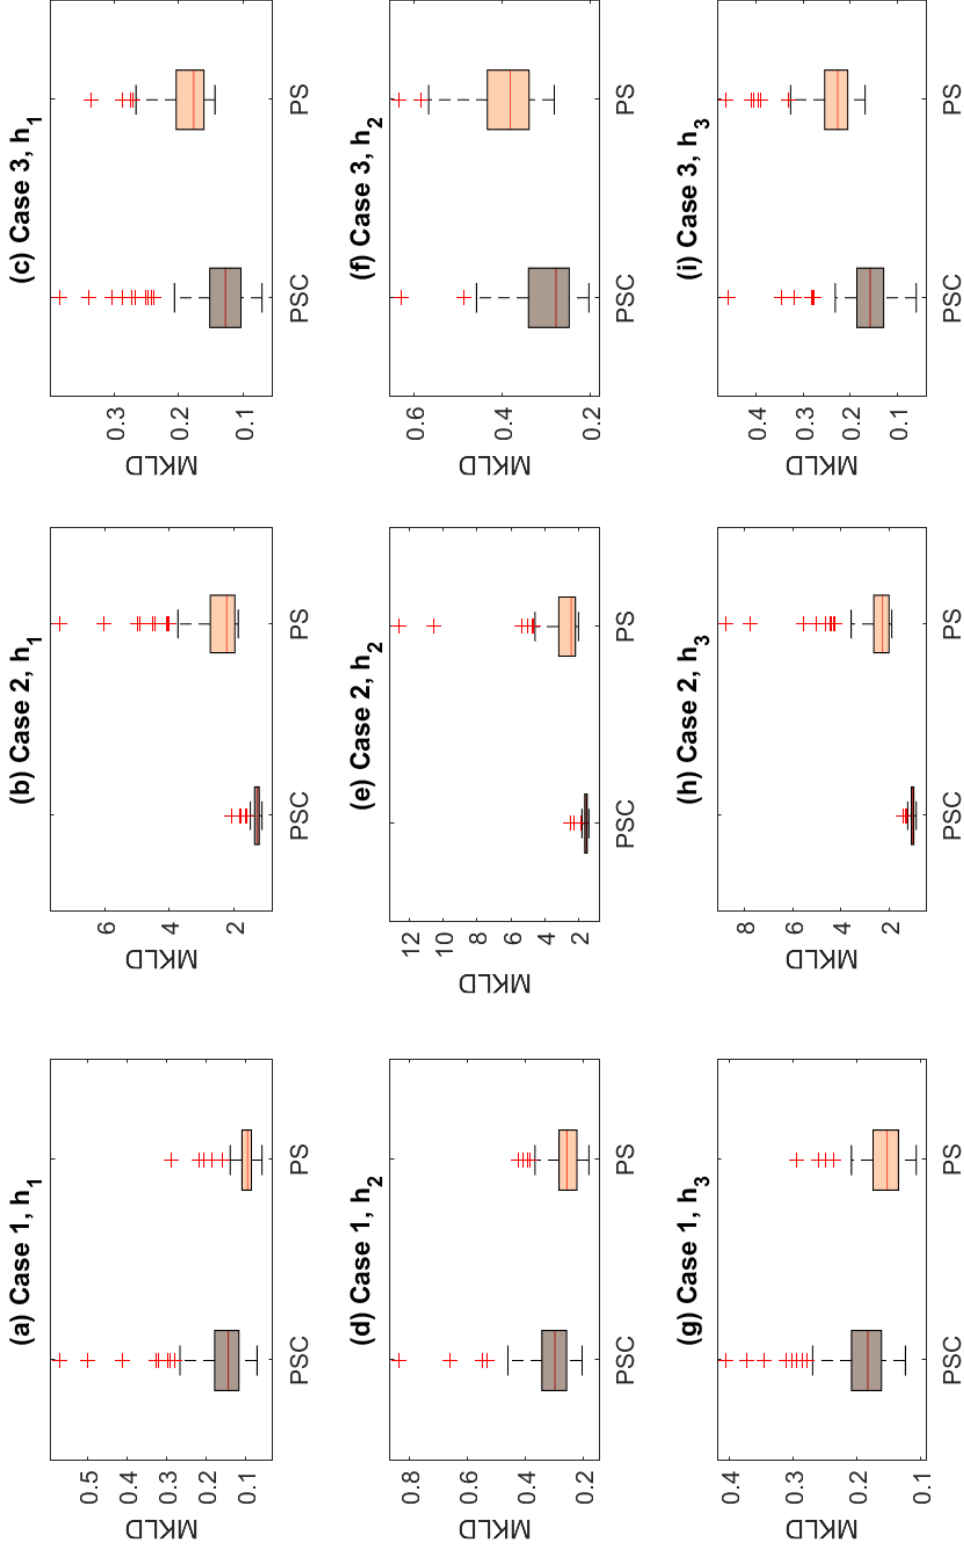 (a) Case 1, h1
MKLD
0.5
0.4
0.3
0.2
0.1
PSC
PS
(b) Case 2, h1
MKLD
6
4
2
PSC
PS
(c) Case 3, h1
MKLD
0.3
0.2
0.1
PSC
PS
(d) Case 1, h2
MKLD
0.8
0.6
0.4
0.2
PSC
PS
(e) Case 2, h2
MKLD
12
10
8
6
4
2
PSC
PS
(f) Case 3, h2
MKLD
0.6
0.4
0.2
PSC
PS
(g) Case 1, h3
MKLD
0.4
0.3
0.2
0.1
PSC
PS
(h) Case 2, h3
MKLD
8
6
4
2
PSC
PS
(i) Case 3, h3
MKLD
0.4
0.3
0.2
0.1
PSC
PS